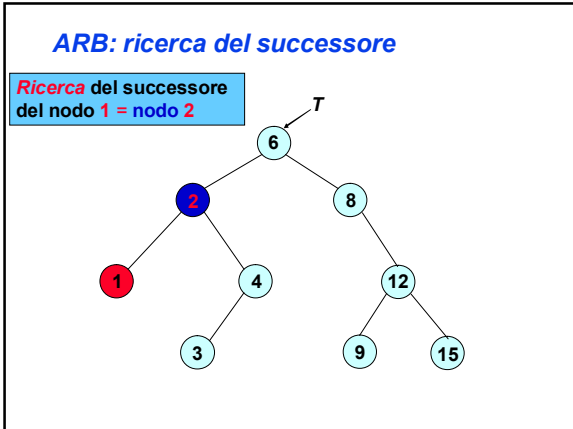 ARB: ricerca del successore
Ricerca del successore
del nodo 1 = nodo 2
T
6
2
8
1
4
12
3
9
15